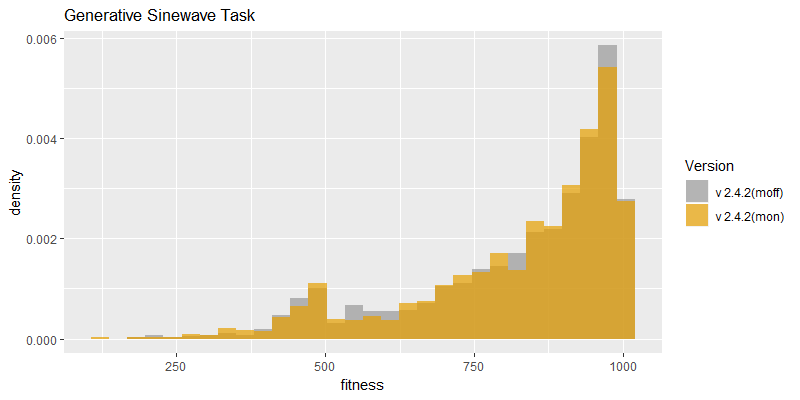 Generative Sinewave Task
0.006
0.004
0.002
0.000
density
250
500
750
1000
fitness
Version
v 2.4.2(moff)
v 2.4.2(mon)